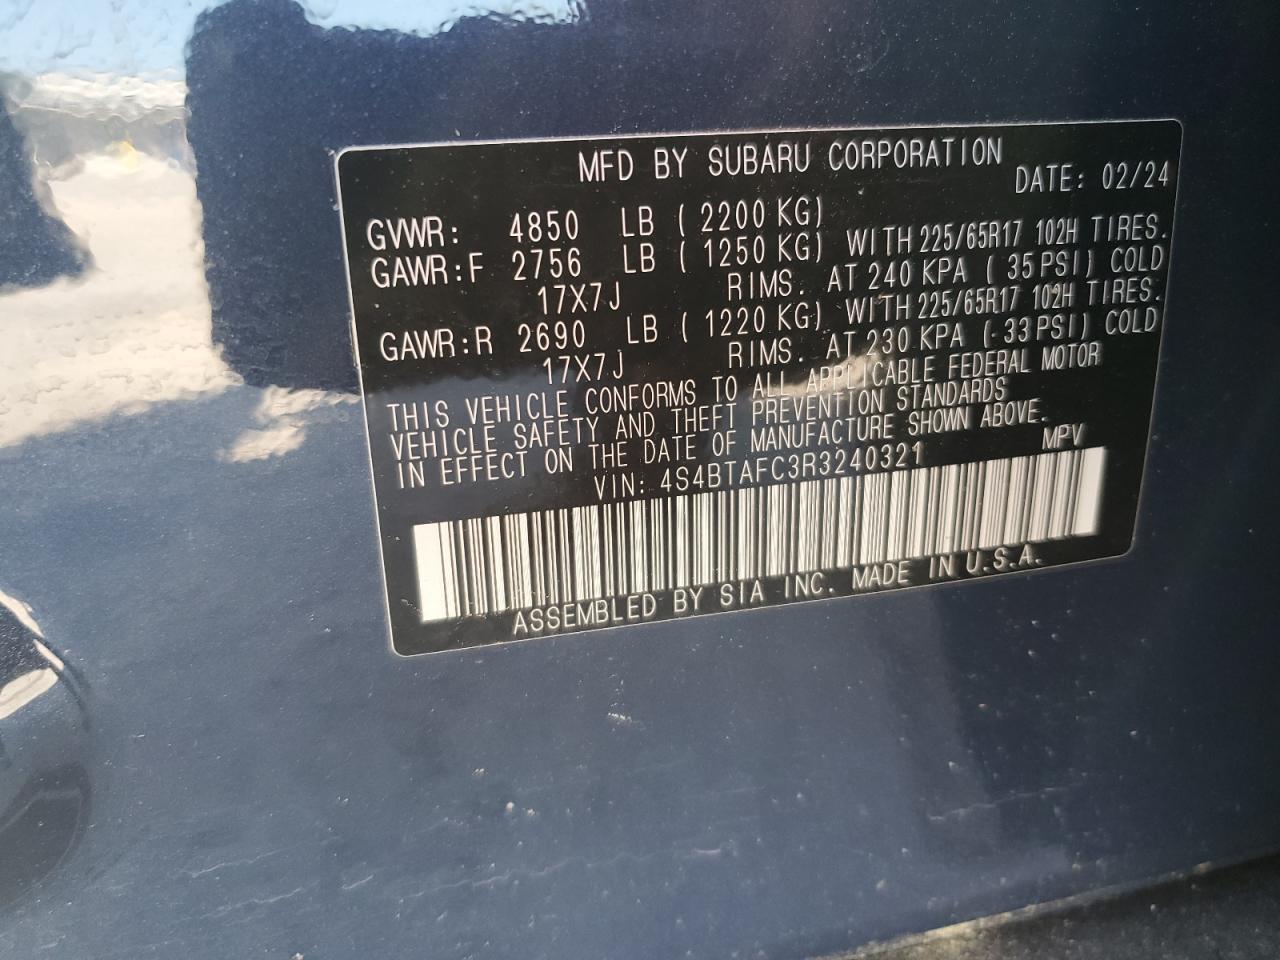 MFD BY SUBARU CORPORATION
DATE: 02/24
GVWR: 4850 LB ( 2200 KG)
GAWR:F 2756 LB ( 1250 KG) WITH 225/65R17 102H TIRES.
17X7J RIMS. AT 240 KPA ( 35 PSI) COLD
GAWR:R 2690 LB ( 1220 KG) WITH 225/65R17 102H TIRES.
17X7J RIMS. AT 230 KPA ( 33 PSI) COLD
THIS VEHICLE CONFORMS TO ALL APPLICABLE FEDERAL MOTOR
VEHICLE SAFETY AND THEFT PREVENTION STANDARDS
IN EFFECT ON THE DATE OF MANUFACTURE SHOWN ABOVE.
VIN: 4S4BTAFC3R3240321 MPV
ASSEMBLED BY SIA INC. MADE IN U.S.A.